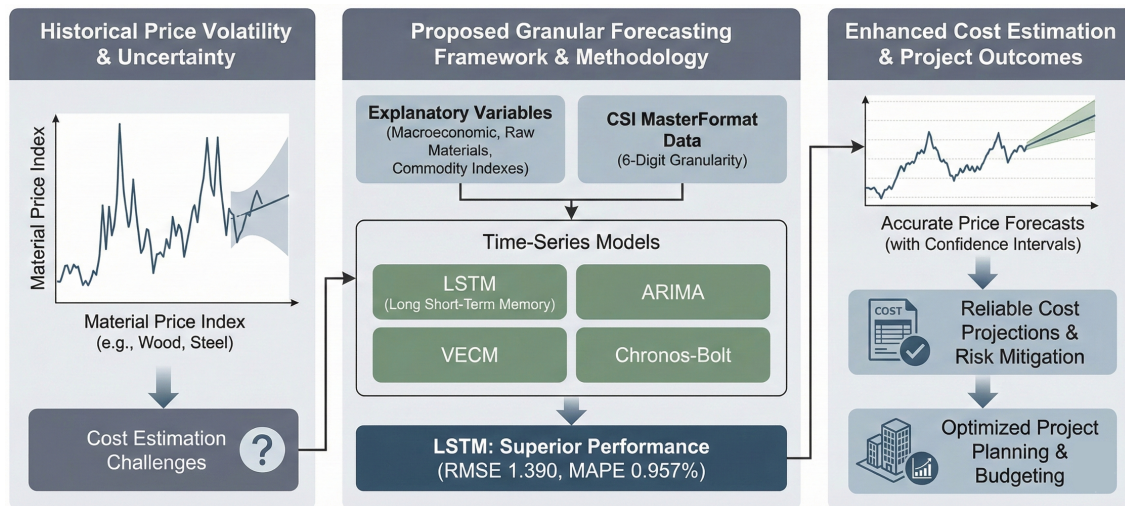 Historical Price Volatility
& Uncertainty
Material Price Index
Material Price Index
(e.g., Wood, Steel)
Cost Estimation
Challenges
?
Proposed Granular Forecasting
Framework & Methodology
Explanatory Variables
(Macroeconomic, Raw
Materials,
Commodity Indexes)
CSI MasterFormat
Data
(6-Digit Granularity)
Time-Series Models
LSTM
(Long Short-Term Memory)
ARIMA
VECM
Chronos-Bolt
LSTM: Superior Performance
(RMSE 1.390, MAPE 0.957%)
Enhanced Cost Estimation
& Project Outcomes
Accurate Price Forecasts
(with Confidence Intervals)
COST
Reliable Cost
Projections &
Risk Mitigation
Optimized Project
Planning &
Budgeting